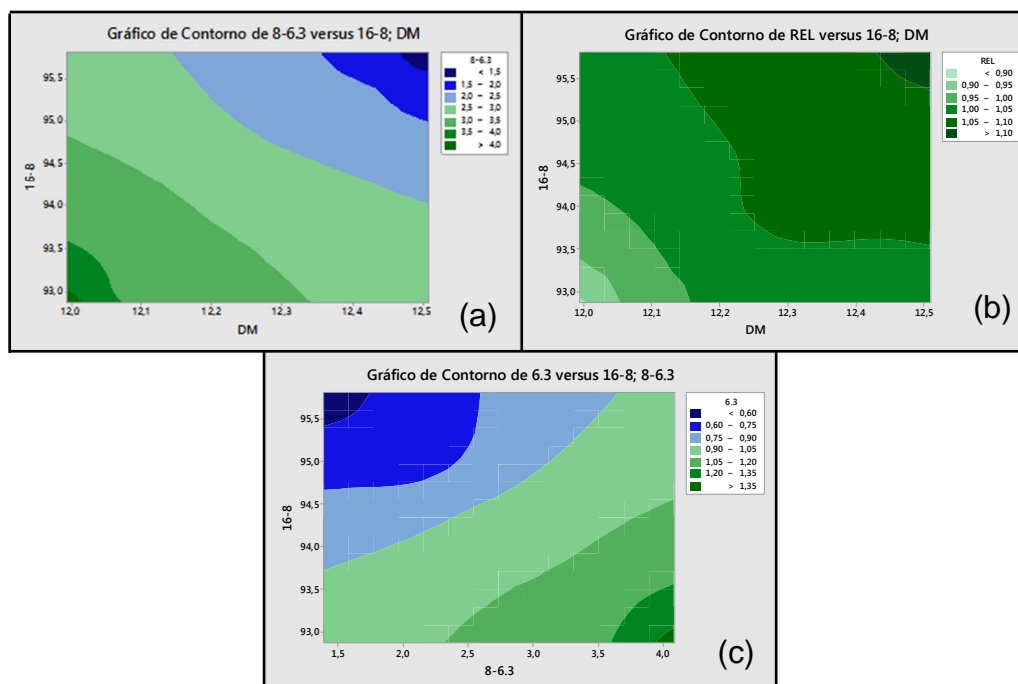 Gráfico de Contorno de 8-6.3 versus 16-8; DM
8-6.3
< 1,5
1,5 – 2,0
2,0 – 2,5
2,5 – 3,0
3,0 – 3,5
3,5 – 4,0
> 4,0
95,5
95,0
94,5
94,0
93,5
93,0
16-8
12,0 12,1 12,2 12,3 12,4 12,5
DM
(a)
Gráfico de Contorno de REL versus 16-8; DM
REL
< 0,90
0,90 – 0,95
0,95 – 1,00
1,00 – 1,05
1,05 – 1,10
> 1,10
95,5
95,0
94,5
94,0
93,5
93,0
16-8
12,0 12,1 12,2 12,3 12,4 12,5
DM
(b)
Gráfico de Contorno de 6.3 versus 16-8; 8-6.3
6.3
< 0,60
0,60 – 0,75
0,75 – 0,90
0,90 – 1,05
1,05 – 1,20
1,20 – 1,35
> 1,35
95,5
95,0
94,5
94,0
93,5
93,0
16-8
1,5 2,0 2,5 3,0 3,5 4,0
8-6.3
(c)